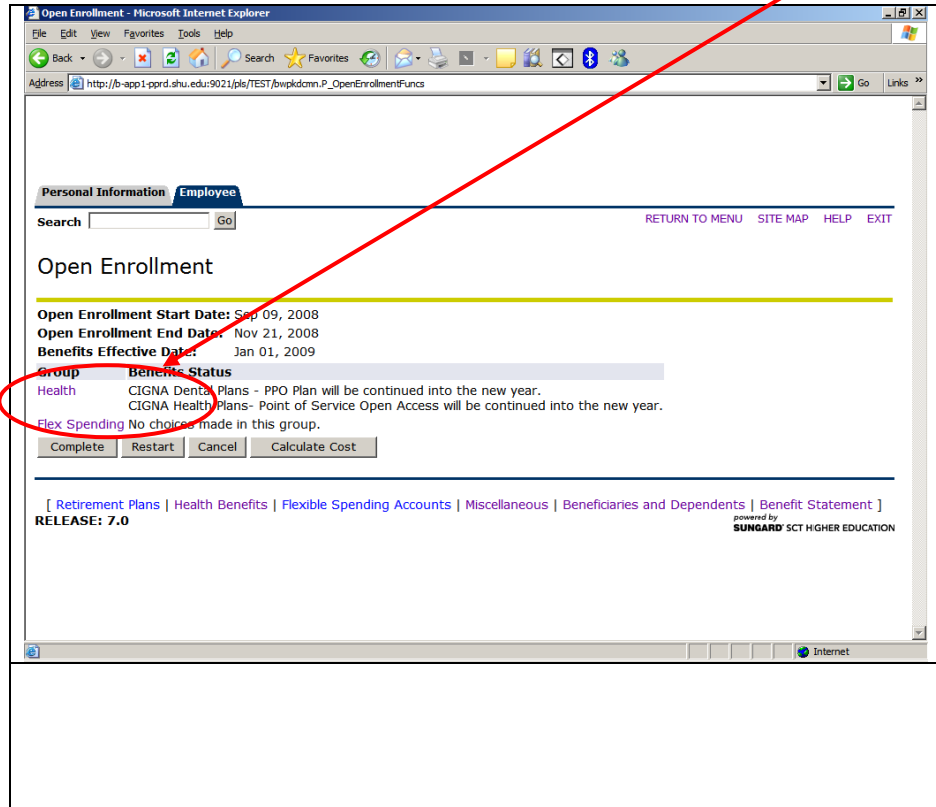 Open Enrollment - Microsoft Internet Explorer
File Edit View Favorites Tools Help
Back Search Favorites
Address http://b-app1-pprd.shu.edu:9021/pls/TEST/bwpkdcmn.P_OpenEnrollmentFuncs Go Links »
Personal Information Employee
Search Go RETURN TO MENU SITE MAP HELP EXIT
Open Enrollment
Open Enrollment Start Date: Sep 09, 2008
Open Enrollment End Date: Nov 21, 2008
Benefits Effective Date: Jan 01, 2009
Group Benefits Status
Health CIGNA Dental Plans - PPO Plan will be continued into the new year.
CIGNA Health Plans- Point of Service Open Access will be continued into the new year.
Flex Spending No choices made in this group.
Complete Restart Cancel Calculate Cost
[ Retirement Plans | Health Benefits | Flexible Spending Accounts | Miscellaneous | Beneficiaries and Dependents | Benefit Statement ]
RELEASE: 7.0
powered by
SUNGARD' SCT HIGHER EDUCATION
Internet